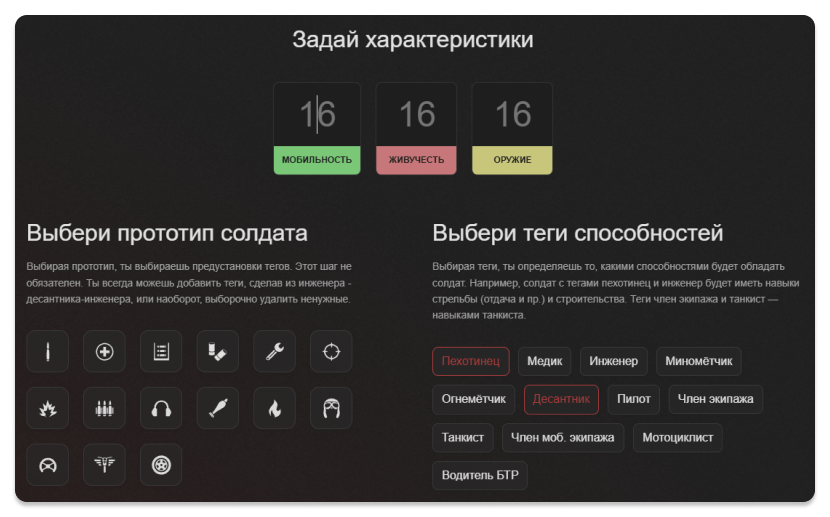 Задай характеристики
16 16 16
МОБИЛЬНОСТЬ ЖИВУЧЕСТЬ ОРУЖИЕ
Выбери прототип солдата
Выбирая прототип, ты выбираешь предустановки тегов. Этот шаг не
обязателен. Ты всегда можешь добавить теги, сделав из инженера -
десантника-инженера, или наоборот, выборочно удалить ненужные.
Выбери теги способностей
Выбирая теги, ты определяешь то, какими способностями будет обладать
солдат. Например, солдат с тегами пехотинец и инженер будет иметь навыки
стрельбы (отдача и пр.) и строительства. Теги член экипажа и танкист —
навыками танкиста.
Пехотинец Медик Инженер Миномётчик
Огнемётчик Десантник Пилот Член экипажа
Танкист Член моб. экипажа Мотоциклист
Водитель БТР